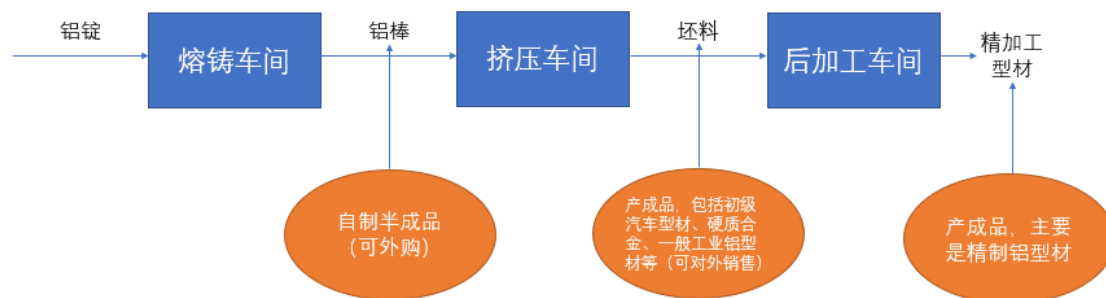 铝锭
熔铸车间
铝棒
挤压车间
坯料
后加工车间
精加工
型材
自制半成品
（可外购）
产成品，包括初级
汽车型材、硬质合
金、一般工业铝型
材等（可对外销售）
产成品，主要
是精制铝型材